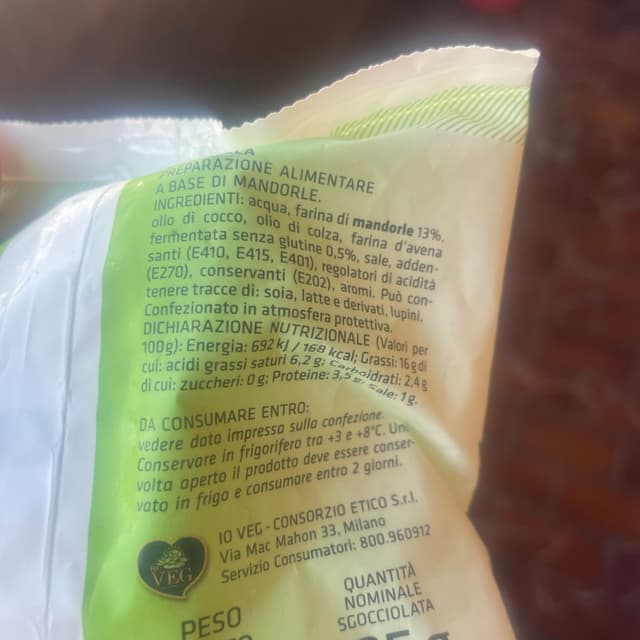 PREPARAZIONE ALIMENTARE
A BASE DI MANDORLE.
INGREDIENTI: acqua, farina di mandorle 13%,
olio di cocco, olio di colza, farina d'avena
fermentata senza glutine 0,5%, sale, adden-
santi (E410, E415, E401), regolatori di acidità
(E270), conservanti (E202), aromi. Può con-
tenere tracce di: soia, latte e derivati, lupini.
Confezionato in atmosfera protettiva.
DICHIARAZIONE NUTRIZIONALE (Valori per
100g): Energia: 692 kJ / 168 kcal; Grassi: 16 g di
cui: acidi grassi saturi 6,2 g; Carboidrati: 2,4 g
di cui: zuccheri: 0 g; Proteine: 3,5 g; Sale: 1 g.
DA CONSUMARE ENTRO:
vedere data impressa sulla confezione.
Conservare in frigorifero tra +3 e +8°C. Una
volta aperto il prodotto deve essere conser-
vato in frigo e consumare entro 2 giorni.
IO VEG - CONSORZIO ETICO S.r.l.
Via Mac Mahon 33, Milano
Servizio Consumatori: 800.960912
VEG
PESO
QUANTITÀ
NOMINALE
SGOCCIOLATA